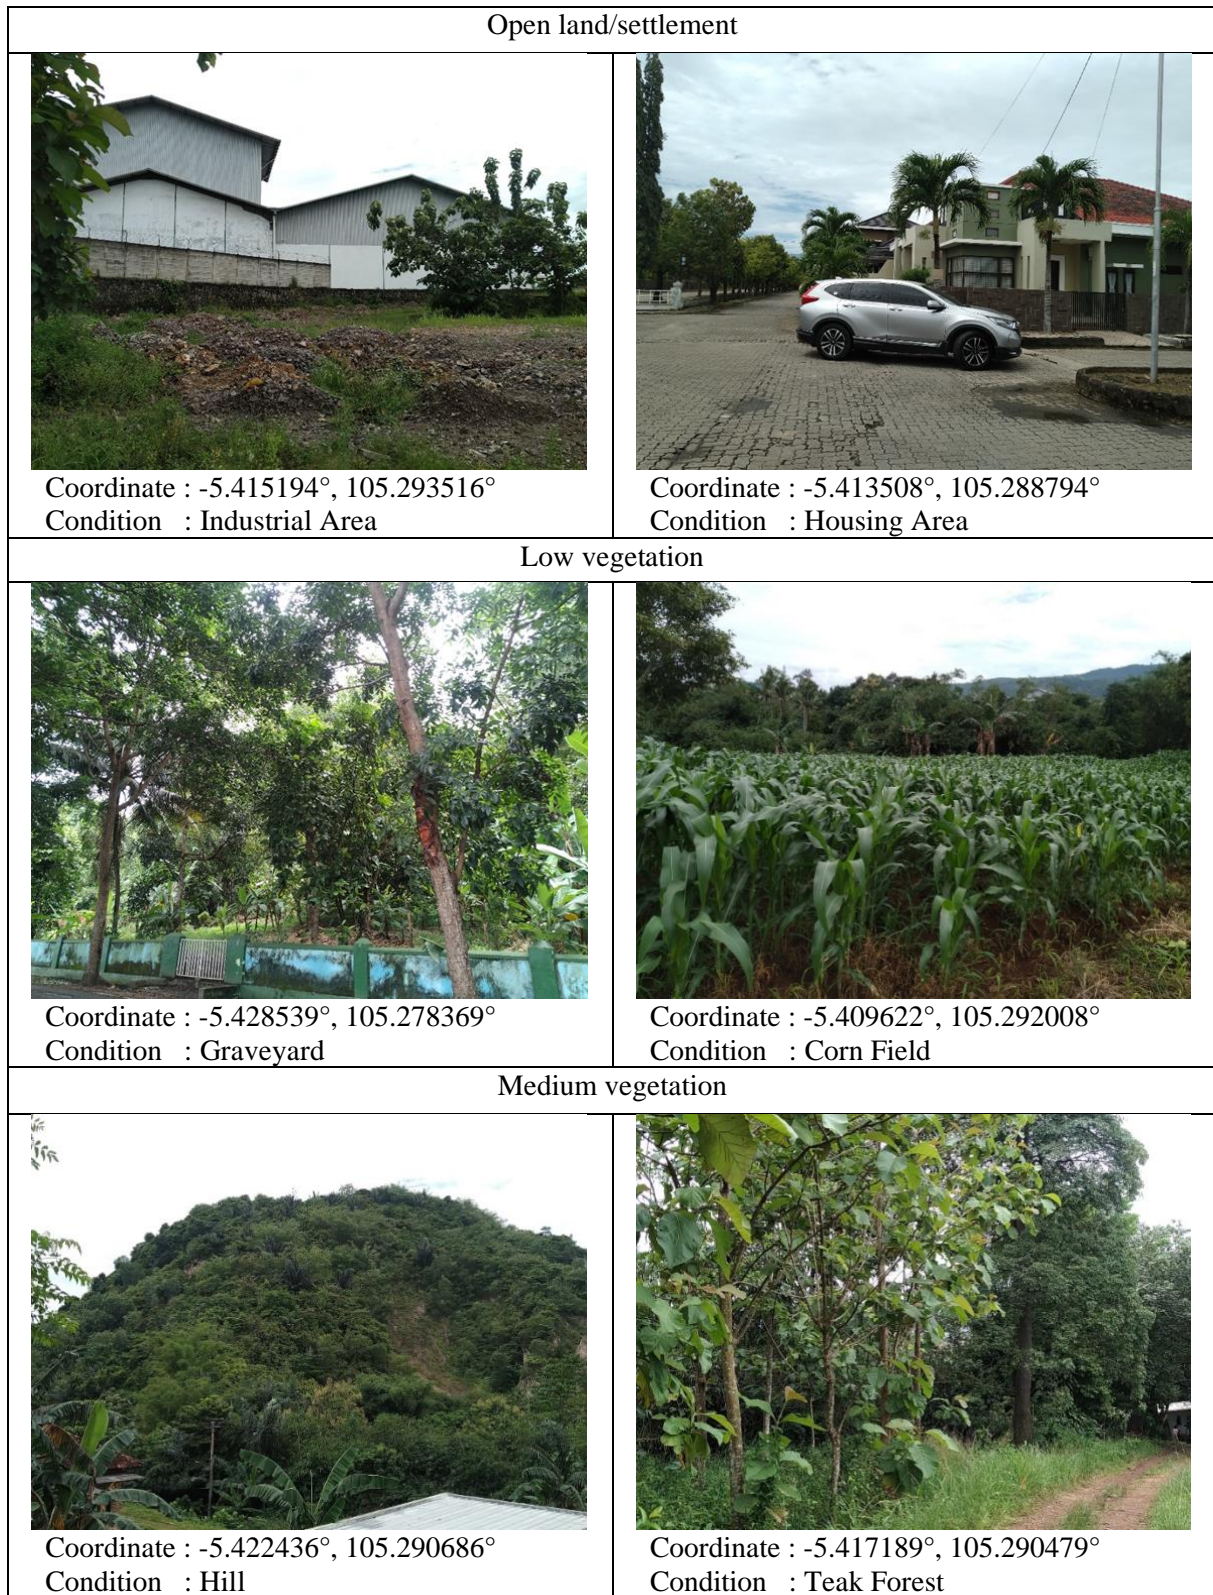 Open land/settlement
Coordinate : -5.415194°, 105.293516°
Condition : Industrial Area
Coordinate : -5.413508°, 105.288794°
Condition : Housing Area
Low vegetation
Coordinate : -5.428539°, 105.278369°
Condition : Graveyard
Coordinate : -5.409622°, 105.292008°
Condition : Corn Field
Medium vegetation
Coordinate : -5.422436°, 105.290686°
Condition : Hill
Coordinate : -5.417189°, 105.290479°
Condition : Teak Forest